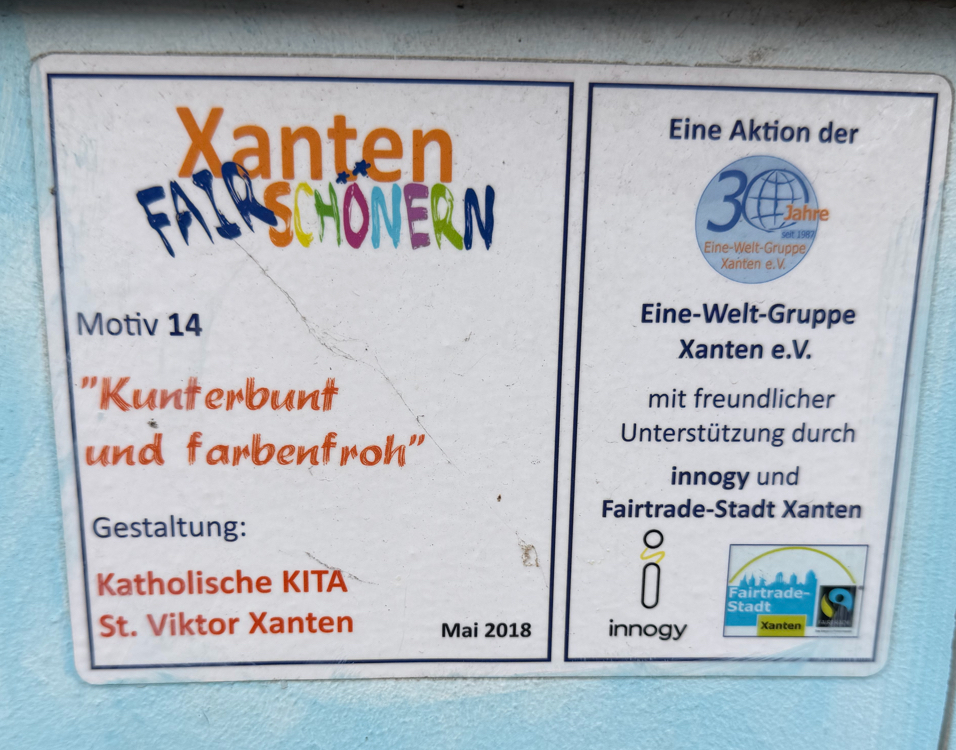 Xanten
FAIRSCHÖNERN
Motiv 14
"Kunterbunt
und farbenfroh"
Gestaltung:
Katholische KITA
St. Viktor Xanten
Mai 2018
Eine Aktion der
30 Jahre
seit 1987
Eine-Welt-Gruppe
Xanten e.V.
Eine-Welt-Gruppe
Xanten e.V.
mit freundlicher
Unterstützung durch
innogy und
Fairtrade-Stadt Xanten
innogy
Fairtrade-
Stadt
Xanten